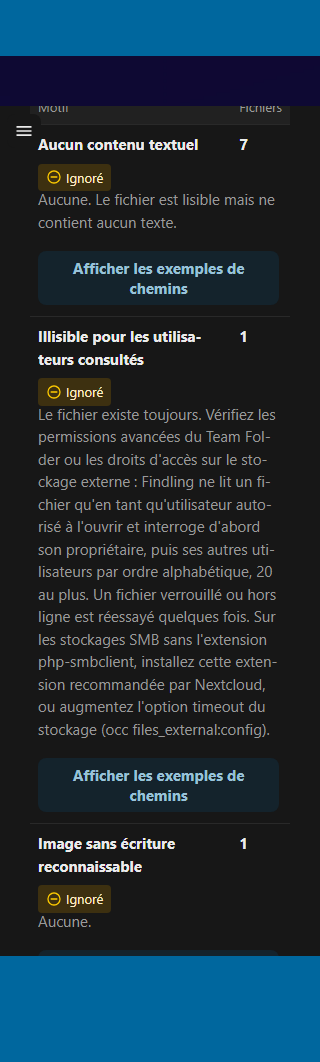 Motif Fichiers
Aucun contenu textuel 7
Ignoré
Aucune. Le fichier est lisible mais ne
contient aucun texte.
Afficher les exemples de
chemins
Illisible pour les utilisa-
teurs consultés 1
Ignoré
Le fichier existe toujours. Vérifiez les
permissions avancées du Team Fol-
der ou les droits d'accès sur le sto-
ckage externe : Findling ne lit un fi-
chier qu'en tant qu'utilisateur auto-
risé à l'ouvrir et interroge d'abord
son propriétaire, puis ses autres uti-
lisateurs par ordre alphabétique, 20
au plus. Un fichier verrouillé ou hors
ligne est réessayé quelques fois. Sur
les stockages SMB sans l'extension
php-smbclient, installez cette exten-
sion recommandée par Nextcloud,
ou augmentez l'option timeout du
stockage (occ files_external:config).
Afficher les exemples de
chemins
Image sans écriture 1
reconnaissable
Ignoré
Aucune.